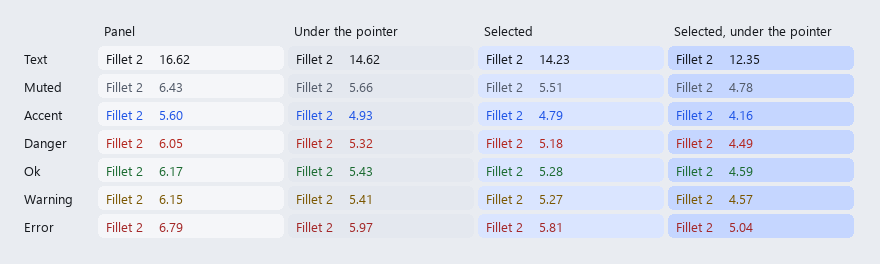 Panel Under the pointer Selected Selected, under the pointer
Text Fillet 2 16.62 Fillet 2 14.62 Fillet 2 14.23 Fillet 2 12.35
Muted Fillet 2 6.43 Fillet 2 5.66 Fillet 2 5.51 Fillet 2 4.78
Accent Fillet 2 5.60 Fillet 2 4.93 Fillet 2 4.79 Fillet 2 4.16
Danger Fillet 2 6.05 Fillet 2 5.32 Fillet 2 5.18 Fillet 2 4.49
Ok Fillet 2 6.17 Fillet 2 5.43 Fillet 2 5.28 Fillet 2 4.59
Warning Fillet 2 6.15 Fillet 2 5.41 Fillet 2 5.27 Fillet 2 4.57
Error Fillet 2 6.79 Fillet 2 5.97 Fillet 2 5.81 Fillet 2 5.04